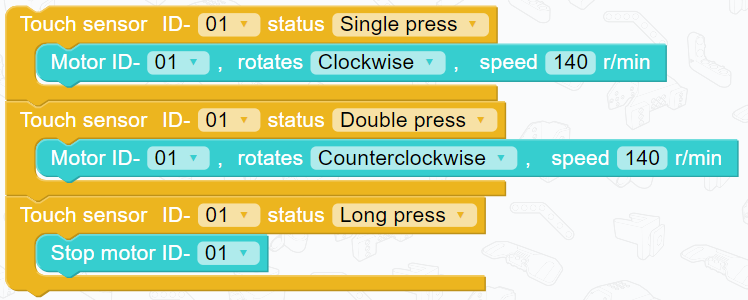 Touch sensor ID- 01 status Single press
Motor ID- 01 , rotates Clockwise , speed 140 r/min
Touch sensor ID- 01 status Double press
Motor ID- 01 , rotates Counterclockwise , speed 140 r/min
Touch sensor ID- 01 status Long press
Stop motor ID- 01